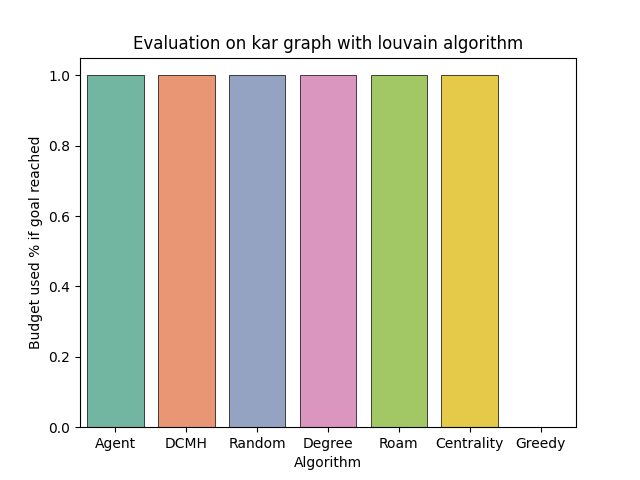 Evaluation on kar graph with louvain algorithm
Budget used % if goal reached
1.0
0.8
0.6
0.4
0.2
0.0
Agent DCMH Random Degree Roam Centrality Greedy
Algorithm